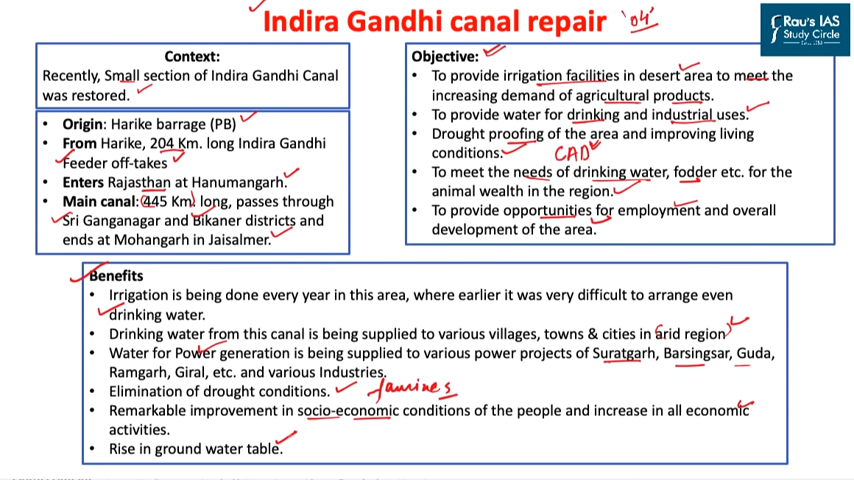 Indira Gandhi canal repair '04'
Rau's IAS
Study Circle
Context:
Recently, Small section of Indira Gandhi Canal
was restored.
• Origin: Harike barrage (PB)
• From Harike, 204 Km. long Indira Gandhi
Feeder off-takes
• Enters Rajasthan at Hanumangarh.
• Main canal: 445 Km long, passes through
Sri Ganganagar and Bikaner districts and
ends at Mohangarh in Jaisalmer.
Objective:
• To provide irrigation facilities in desert area to meet the
increasing demand of agricultural products.
• To provide water for drinking and industrial uses.
• Drought proofing of the area and improving living
conditions.
CAD
• To meet the needs of drinking water, fodder etc. for the
animal wealth in the region.
• To provide opportunities for employment and overall
development of the area.
Benefits
• Irrigation is being done every year in this area, where earlier it was very difficult to arrange even
drinking water.
• Drinking water from this canal is being supplied to various villages, towns & cities in arid region
• Water for Power generation is being supplied to various power projects of Suratgarh, Barsingsar, Guda,
Ramgarh, Giral, etc. and various Industries.
• Elimination of drought conditions. famines
• Remarkable improvement in socio-economic conditions of the people and increase in all economic
activities.
• Rise in ground water table.